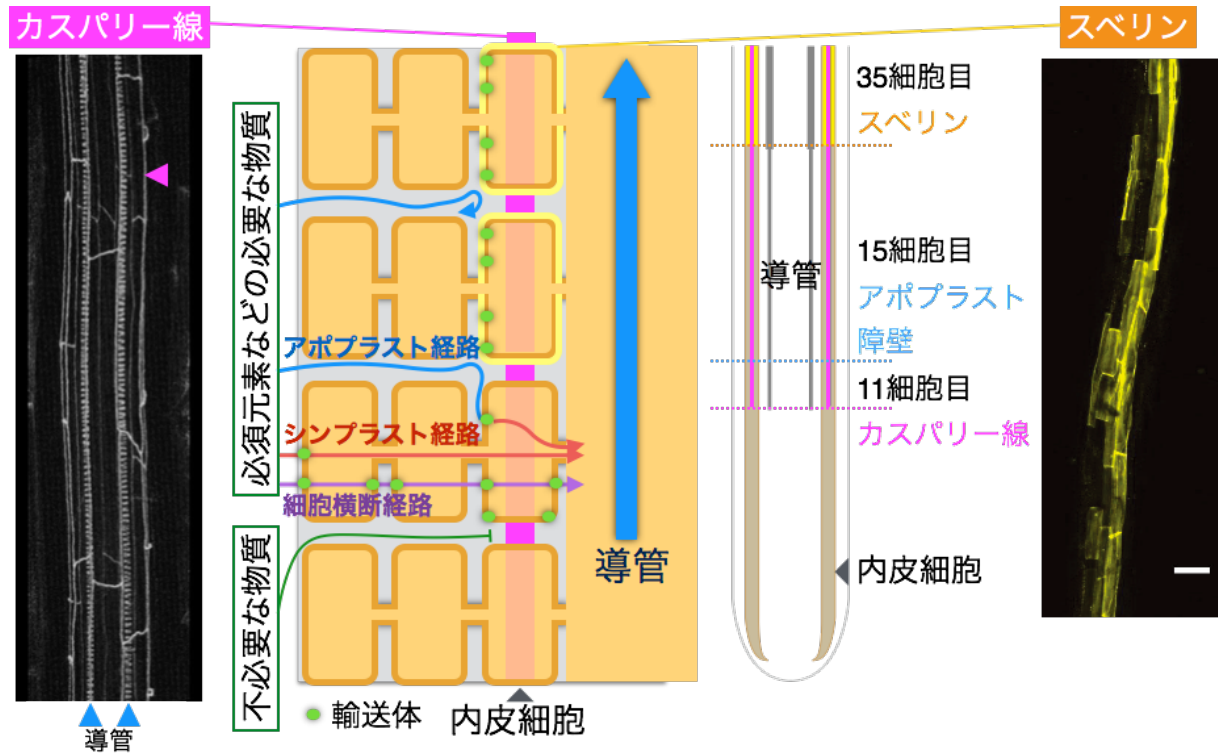 カスパリー線
スベリン
必須元素などの必要な物質
アポプラスト経路
シンプラスト経路
細胞横断経路
不必要な物質
導管
輸送体
内皮細胞
導管
導管
35細胞目
スベリン
15細胞目
アポプラスト
障壁
11細胞目
カスパリー線
内皮細胞